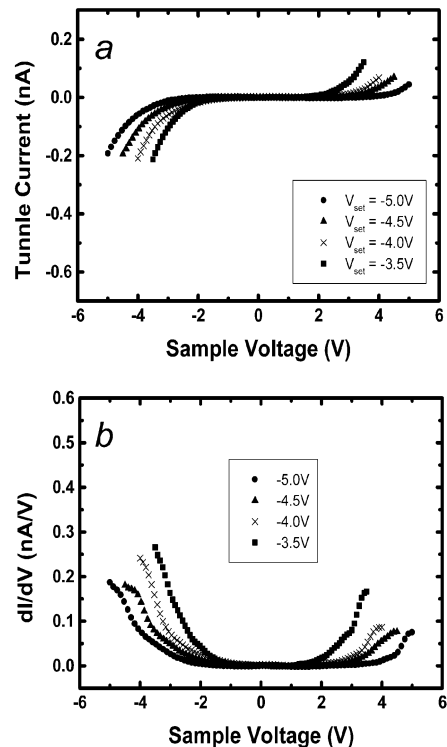 a
0.2
0.0
-0.2
-0.4
-0.6
Tunnle Current (nA)
V_set = -5.0V
V_set = -4.5V
V_set = -4.0V
V_set = -3.5V
-6 -4 -2 0 2 4 6
Sample Voltage (V)
b
0.6
0.5
0.4
0.3
0.2
0.1
0.0
dI/dV (nA/V)
-5.0V
-4.5V
-4.0V
-3.5V
-6 -4 -2 0 2 4 6
Sample Voltage (V)